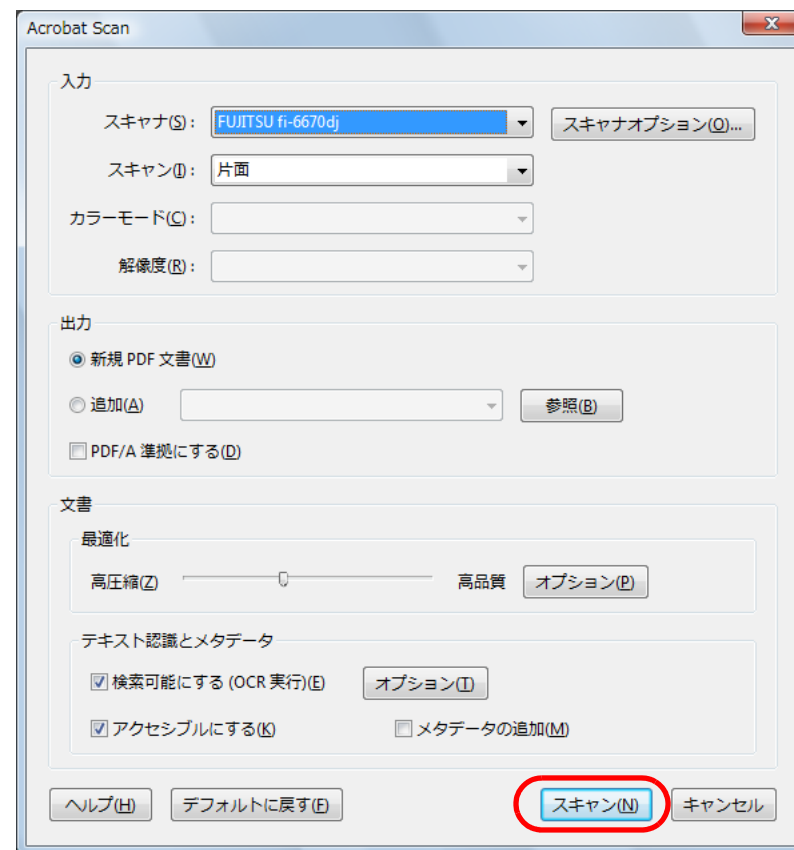 Acrobat Scan
入力
スキャナ(S): FUJITSU fi-6670dj スキャナオプション(O)...
スキャン(I): 片面
カラーモード(C):
解像度(R):
出力
新規 PDF 文書(W)
追加(A) 参照(B)
PDF/A 準拠にする(D)
文書
最適化
高圧縮(Z) 高品質 オプション(P)
テキスト認識とメタデータ
検索可能にする (OCR 実行)(E) オプション(T)
アクセシブルにする(K) メタデータの追加(M)
ヘルプ(H) デフォルトに戻す(F) スキャン(N) キャンセル